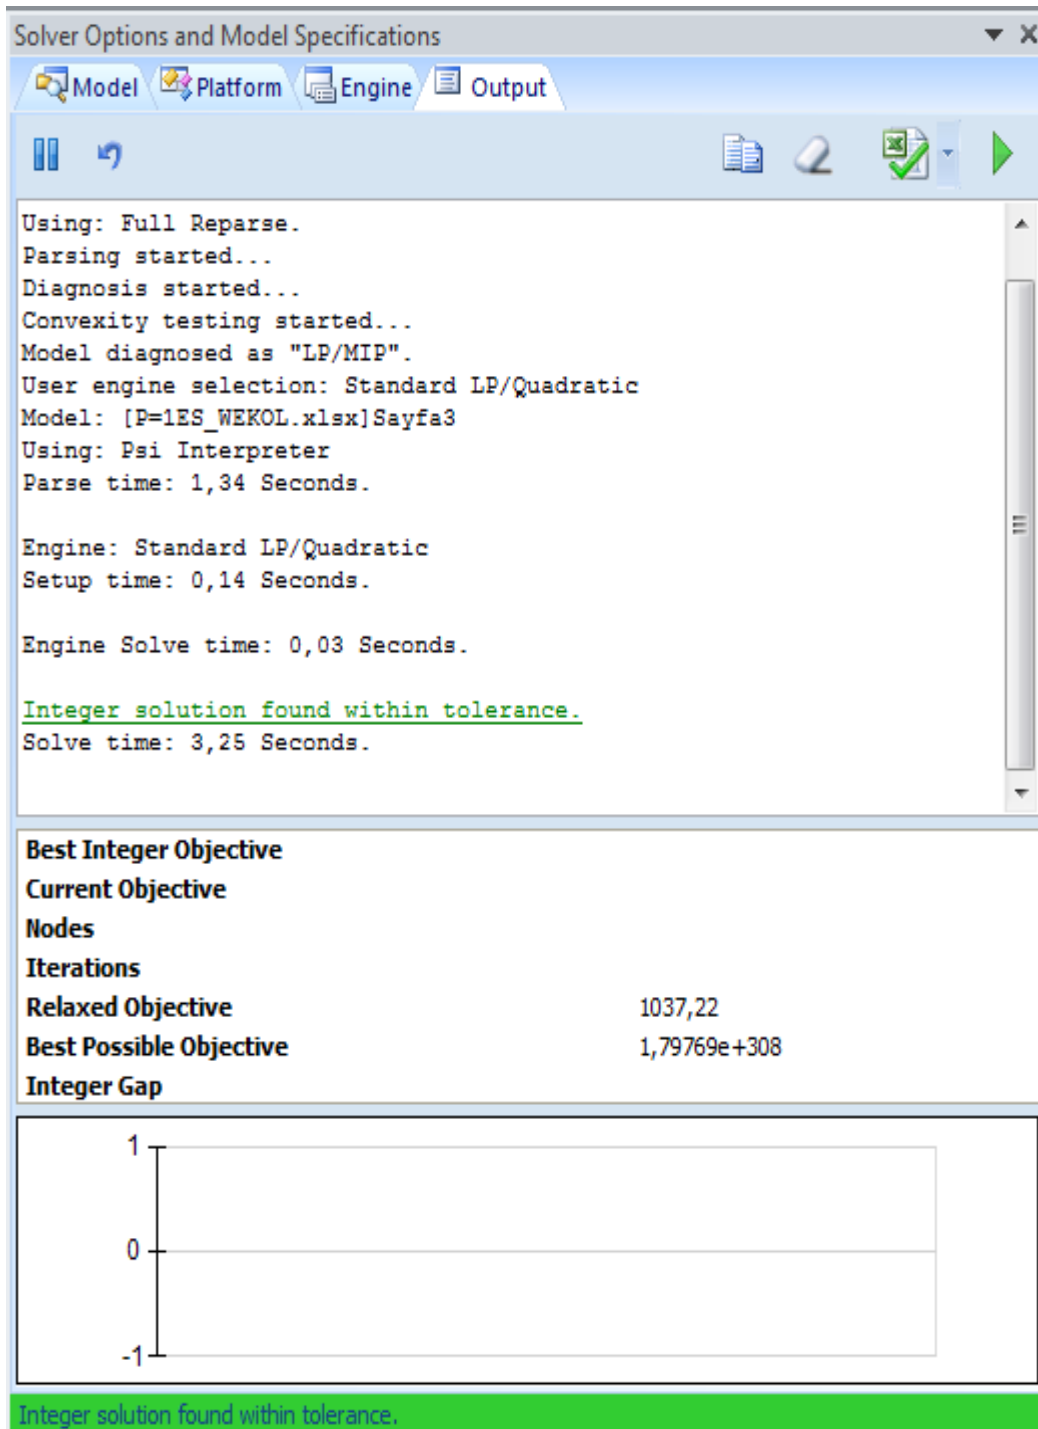 Solver Options and Model Specifications
Model Platform Engine Output
Using: Full Reparse.
Parsing started...
Diagnosis started...
Convexity testing started...
Model diagnosed as "LP/MIP".
User engine selection: Standard LP/Quadratic
Model: [P=1ES_WEKOL.xlsx]Sayfa3
Using: Psi Interpreter
Parse time: 1,34 Seconds.
Engine: Standard LP/Quadratic
Setup time: 0,14 Seconds.
Engine Solve time: 0,03 Seconds.
Integer solution found within tolerance.
Solve time: 3,25 Seconds.
Best Integer Objective
Current Objective
Nodes
Iterations
Relaxed Objective 1037,22
Best Possible Objective 1,79769e+308
Integer Gap
1
0
-1
Integer solution found within tolerance.